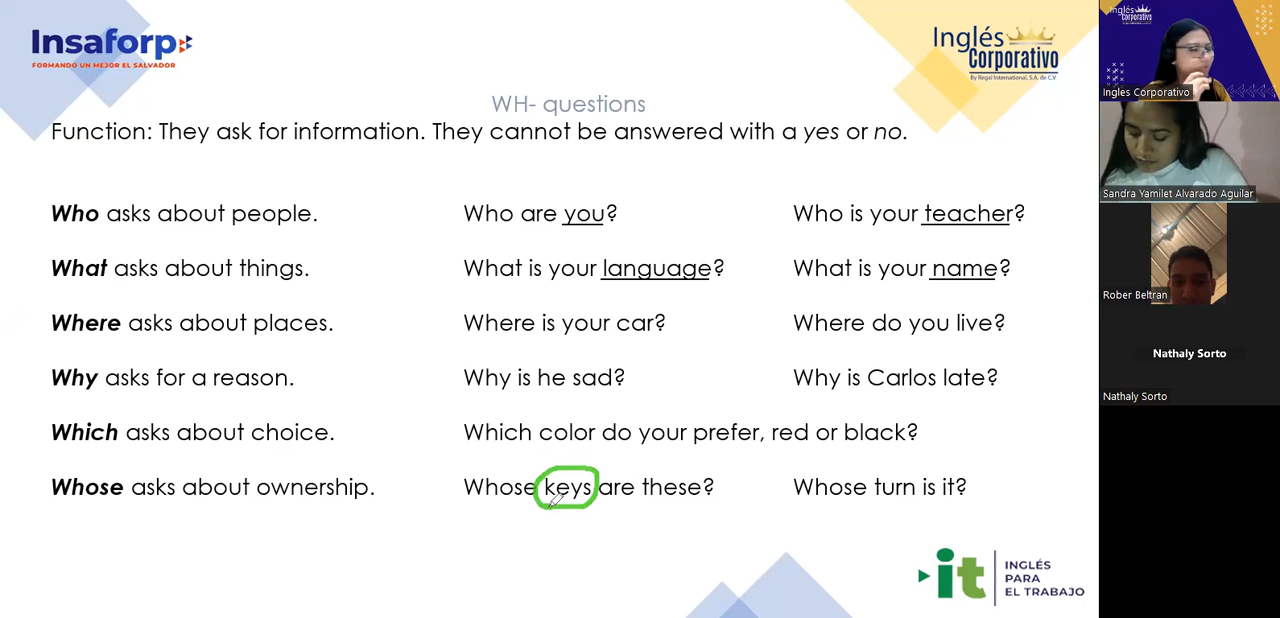 Insaforp
FORMANDO UN MEJOR EL SALVADOR
Inglés
Corporativo
By Regal International, S.A. de C.V
WH- questions
Function: They ask for information. They cannot be answered with a yes or no.
Who asks about people. Who are you? Who is your teacher?
What asks about things. What is your language? What is your name?
Where asks about places. Where is your car? Where do you live?
Why asks for a reason. Why is he sad? Why is Carlos late?
Which asks about choice. Which color do your prefer, red or black?
Whose asks about ownership. Whose keys are these? Whose turn is it?
it
INGLÉS
PARA
EL TRABAJO
Inglés
Corporativo
Ingles Corporativo
Sandra Yamilet Alvarado Aguilar
Rober Beltran
Nathaly Sorto
Nathaly Sorto